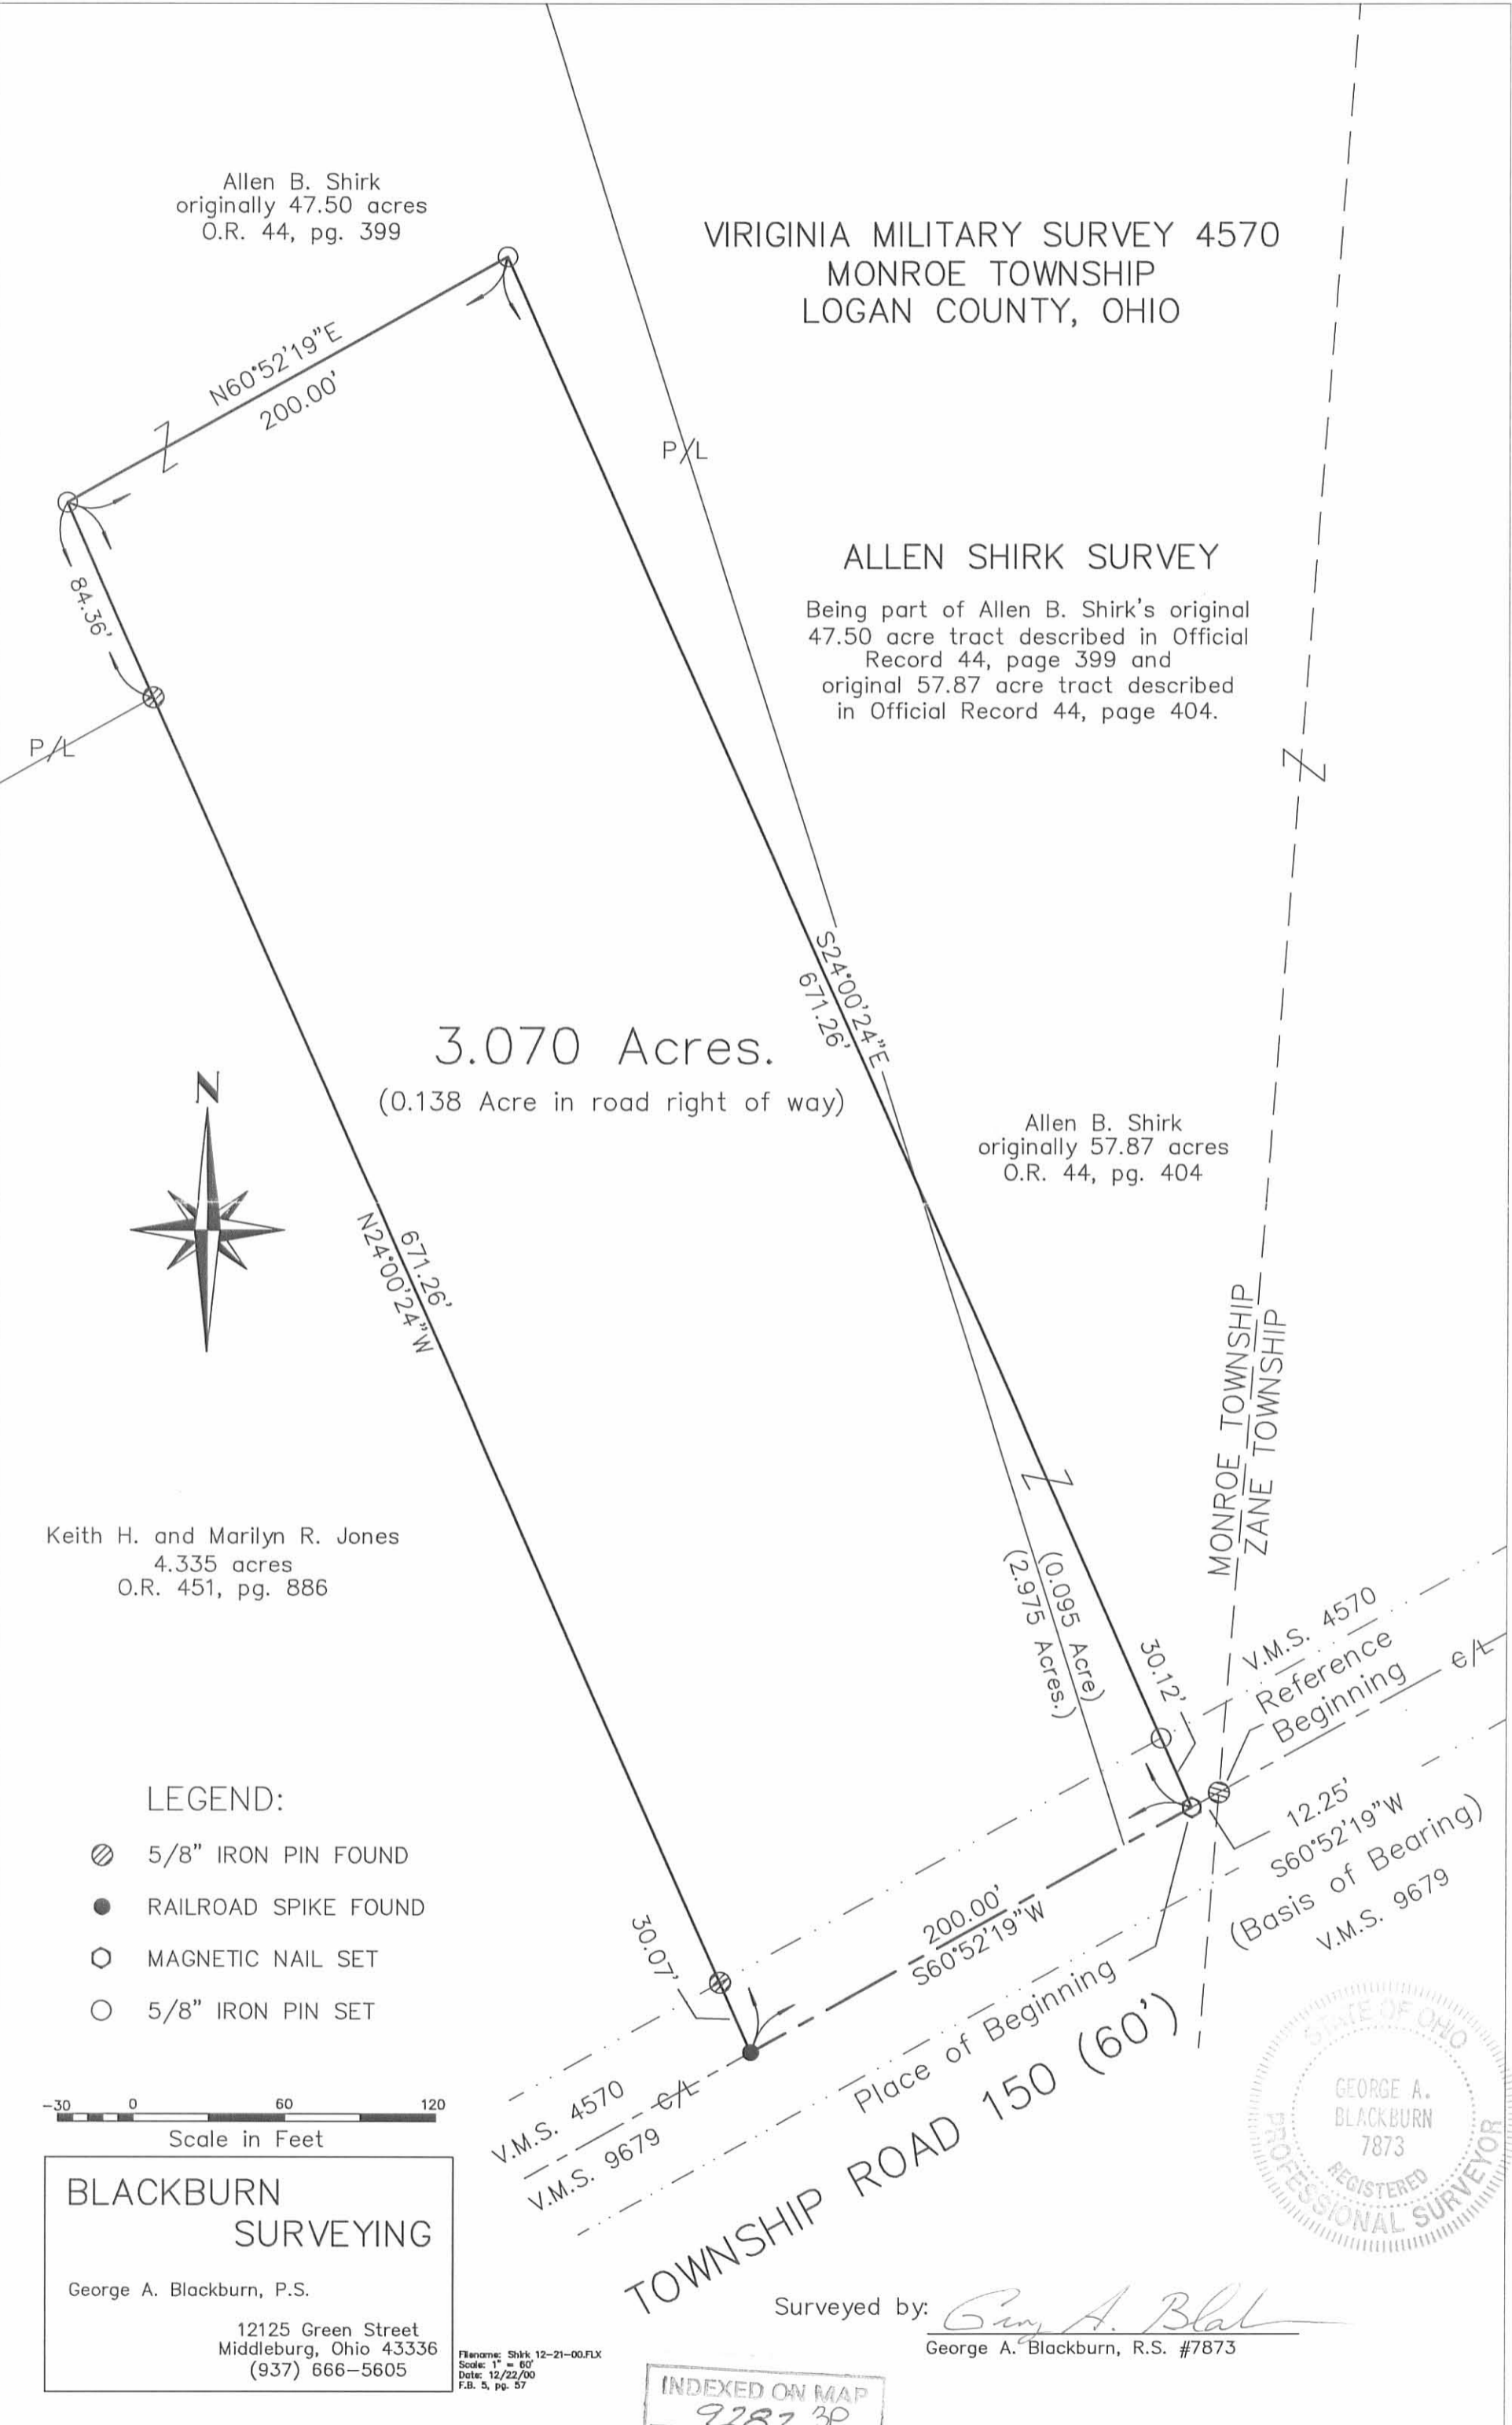 Allen B. Shirk
originally 47.50 acres
O.R. 44, pg. 399
VIRIGINIA MILITARY SURVEY 4570
MONROE TOWNSHIP
LOGAN COUNTY, OHIO
N60°52'19"E
200.00'
P/L
84.36'
P/L
ALLEN SHIRK SURVEY
Being part of Allen B. Shirk's original
47.50 acre tract described in Official
Record 44, page 399 and
original 57.87 acre tract described
in Official Record 44, page 404.
S24°00'24"E
671.26'
3.070 Acres.
(0.138 Acre in road right of way)
N
Allen B. Shirk
originally 57.87 acres
O.R. 44, pg. 404
671.26'
N24°00'24"W
MONROE TOWNSHIP
ZANE TOWNSHIP
Keith H. and Marilyn R. Jones
4.335 acres
O.R. 451, pg. 886
(0.095 Acre)
(2.975 Acres.)
30.12'
V.M.S. 4570
Reference
Beginning
c/L
12.25'
S60°52'19"W
(Basis of Bearing)
V.M.S. 9679
LEGEND:
5/8" IRON PIN FOUND
RAILROAD SPIKE FOUND
MAGNETIC NAIL SET
5/8" IRON PIN SET
30.07'
200.00'
S60°52'19"W
Place of Beginning
V.M.S. 4570
c/L
V.M.S. 9679
TOWNSHIP ROAD 150 (60')
-30 0 60 120
Scale in Feet
BLACKBURN
SURVEYING
George A. Blackburn, P.S.
12125 Green Street
Middleburg, Ohio 43336
(937) 666-5605
Filename: Shirk 12-21-00.FLX
Scale: 1" = 60'
Date: 12/22/00
F.B. 5, pg. 57
STATE OF OHIO
GEORGE A.
BLACKBURN
7873
REGISTERED
PROFESSIONAL SURVEYOR
Surveyed by:
George A. Blackburn, R.S. #7873
INDEXED ON MAP